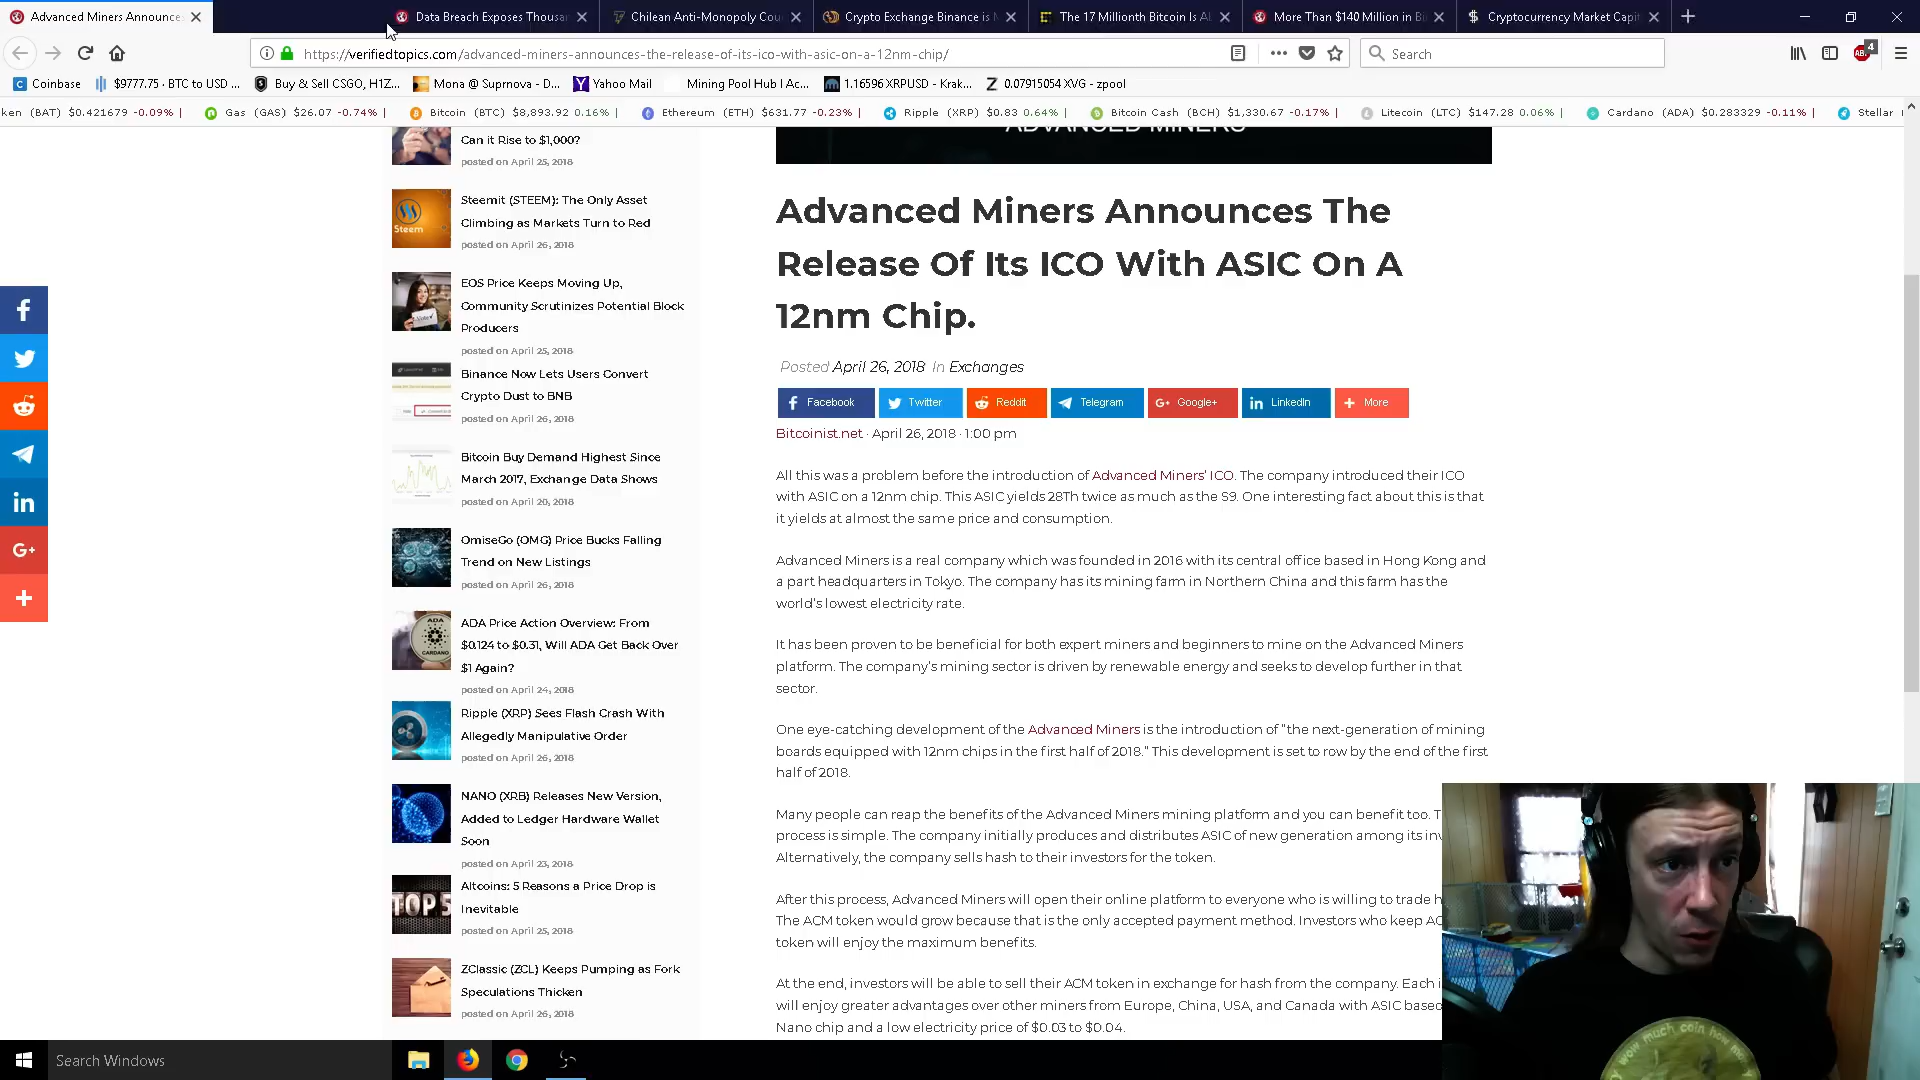 Advanced Miners Announce
Data Breach Exposes Thousa
Chilean Anti-Monopoly Cou
Crypto Exchange Binance is
The 17 Millionth Bitcoin Is
More Than $140 Million in Bi
Cryptocurrency Market Capi
https://verifiedtopics.com/advanced-miners-announces-the-release-of-its-ico-with-asic-on-a-12nm-chip/
Search
4
Coinbase
$9777.75 · BTC to USD ...
Buy & Sell CSGO, H1Z...
Mona @ Suprnova - D...
Yahoo Mail
Mining Pool Hub I Ac...
1.16596 XRPUSD - Krak...
0.07915054 XVG - zpool
ken (BAT) $0.421679 -0.09% |
Gas (GAS) $26.07 -0.74% |
Bitcoin (BTC) $8,893.92 0.16% |
Ethereum (ETH) $631.77 -0.23% |
Ripple (XRP) $0.83 0.64% |
Bitcoin Cash (BCH) $1,330.67 -0.17% |
Litecoin (LTC) $147.28 0.06% |
Cardano (ADA) $0.283329 -0.11% |
Stellar
Can it Rise to $1,000?
posted on April 25, 2018
Steem
Steemit (STEEM): The Only Asset
Climbing as Markets Turn to Red
posted on April 26, 2018
EOS Price Keeps Moving Up,
Community Scrutinizes Potential Block
Producers
posted on April 25, 2018
Binance Now Lets Users Convert
Crypto Dust to BNB
posted on April 26, 2018
Bitcoin Buy Demand Highest Since
March 2017, Exchange Data Shows
posted on April 20, 2018
OmiseGo (OMG) Price Bucks Falling
Trend on New Listings
posted on April 26, 2018
ADA
CARDANO
ADA Price Action Overview: From
$0.124 to $0.31, Will ADA Get Back Over
$1 Again?
posted on April 24, 2018
Ripple (XRP) Sees Flash Crash With
Allegedly Manipulative Order
posted on April 26, 2018
NANO (XRB) Releases New Version,
Added to Ledger Hardware Wallet
Soon
posted on April 23, 2018
TOP 5
Altcoins: 5 Reasons a Price Drop is
Inevitable
posted on April 25, 2018
ZClassic (ZCL) Keeps Pumping as Fork
Speculations Thicken
posted on April 26, 2018
ADVANCED MINERS
Advanced Miners Announces The
Release Of Its ICO With ASIC On A
12nm Chip.
Posted April 26, 2018 In Exchanges
Facebook
Twitter
Reddit
Telegram
Google+
LinkedIn
More
Bitcoinist.net · April 26, 2018 · 1:00 pm
All this was a problem before the introduction of Advanced Miners' ICO. The company introduced their ICO
with ASIC on a 12nm chip. This ASIC yields 28Th twice as much as the S9. One interesting fact about this is that
it yields at almost the same price and consumption.
Advanced Miners is a real company which was founded in 2016 with its central office based in Hong Kong and
a part headquarters in Tokyo. The company has its mining farm in Northern China and this farm has the
world's lowest electricity rate.
It has been proven to be beneficial for both expert miners and beginners to mine on the Advanced Miners
platform. The company's mining sector is driven by renewable energy and seeks to develop further in that
sector.
One eye-catching development of the Advanced Miners is the introduction of "the next-generation of mining
boards equipped with 12nm chips in the first half of 2018." This development is set to row by the end of the first
half of 2018.
Many people can reap the benefits of the Advanced Miners mining platform and you can benefit too. T
process is simple. The company initially produces and distributes ASIC of new generation among its inv
Alternatively, the company sells hash to their investors for the token.
After this process, Advanced Miners will open their online platform to everyone who is willing to trade h
The ACM token would grow because that is the only accepted payment method. Investors who keep AC
token will enjoy the maximum benefits.
At the end, investors will be able to sell their ACM token in exchange for hash from the company. Each i
will enjoy greater advantages over other miners from Europe, China, USA, and Canada with ASIC based
Nano chip and a low electricity price of $0.03 to $0.04.
wow much coin how
Search Windows